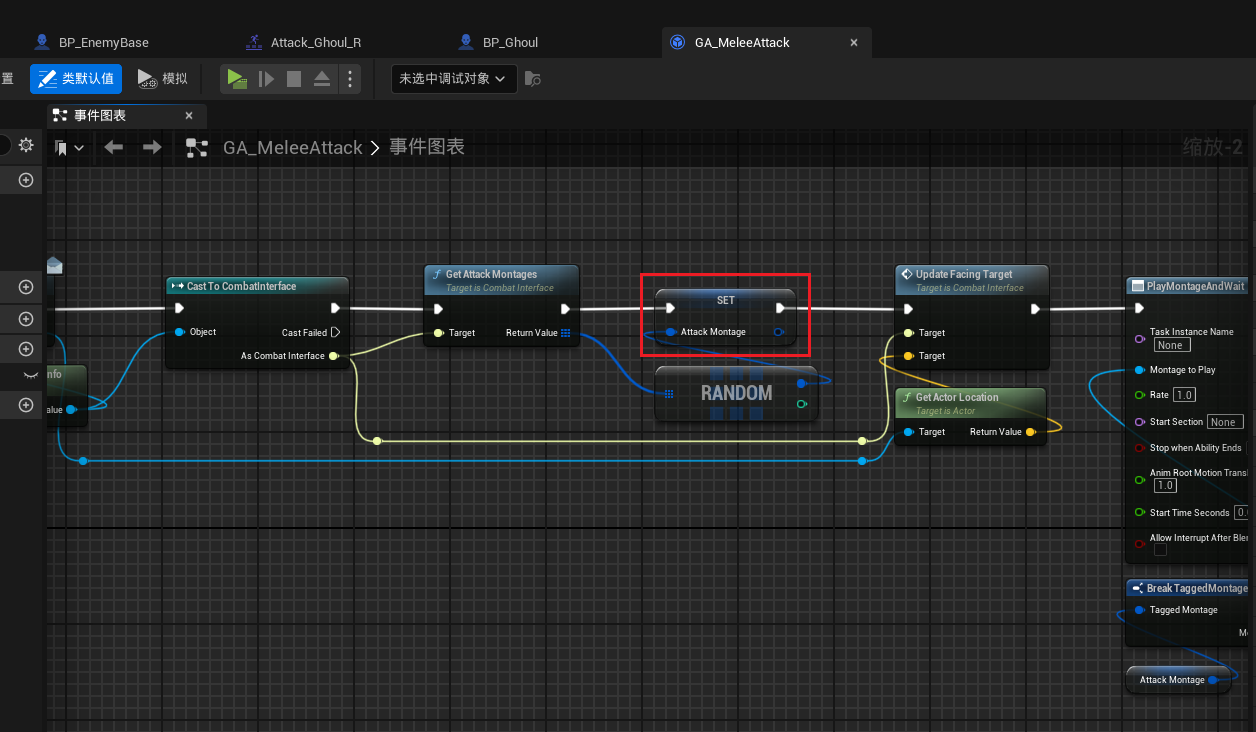 BP_EnemyBase
Attack_Ghoul_R
BP_Ghoul
GA_MeleeAttack
置
类默认值
模拟
未选中调试对象
事件图表
GA_MeleeAttack > 事件图表
缩放-2
Cast To CombatInterface
Object
Cast Failed
As Combat Interface
nfo
alue
Get Attack Montages
Target is Combat Interface
Target
Return Value
SET
Attack Montage
RANDOM
Update Facing Target
Target is Combat Interface
Target
Target
Get Actor Location
Target is Actor
Target
Return Value
PlayMontageAndWait
Task Instance Name
None
Montage to Play
Rate 1.0
Start Section None
Stop when Ability Ends
Anim Root Motion Transl
1.0
Start Time Seconds 0.
Allow Interrupt After Blen
BreakTaggedMontage
Tagged Montage
Mo
Attack Montage